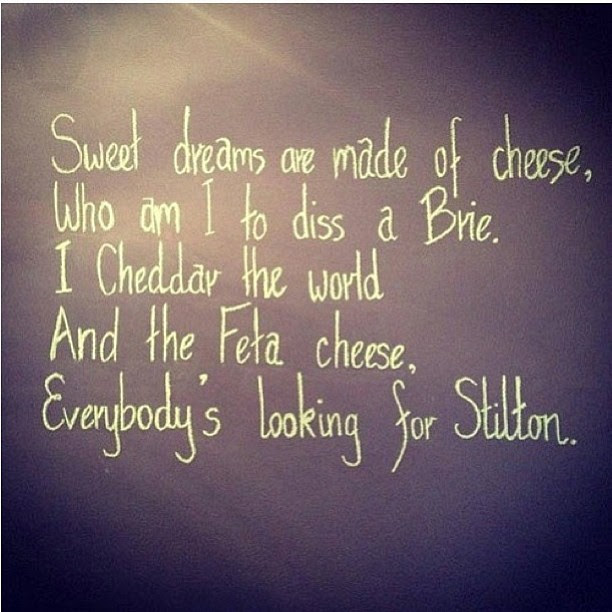 Sweet dreams are made of cheese,
Who am I to diss a Brie.
I Cheddar the world
And the Feta cheese,
Everybody's looking for Stilton.